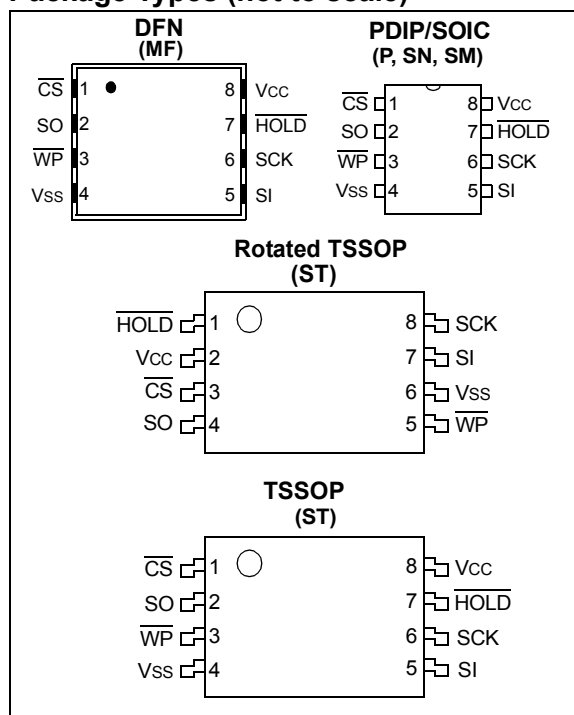 Package Types (not to scale)
DFN
(MF)
CS 1 8 VCC
SO 2 7 HOLD
WP 3 6 SCK
VSS 4 5 SI
PDIP/SOIC
(P, SN, SM)
CS 1 8 VCC
SO 2 7 HOLD
WP 3 6 SCK
VSS 4 5 SI
Rotated TSSOP
(ST)
HOLD 1 8 SCK
VCC 2 7 SI
CS 3 6 VSS
SO 4 5 WP
TSSOP
(ST)
CS 1 8 VCC
SO 2 7 HOLD
WP 3 6 SCK
VSS 4 5 SI